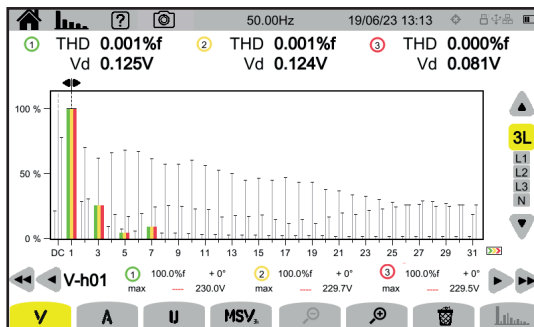 ? 50.00Hz 19/06/23 13:13
1 THD 0.001%f 2 THD 0.001%f 3 THD 0.000%f
Vd 0.125V Vd 0.124V Vd 0.081V
100 %
50 %
0 %
DC 1 3 5 7 9 11 13 15 17 19 21 23 25 27 29 31
3L
L1
L2
L3
N
V-h01 1 100.0%f + 0° 2 100.0%f + 0° 3 100.0%f + 0°
max ---- 230.0V max ---- 229.7V max ---- 229.5V
V A U MSV3L